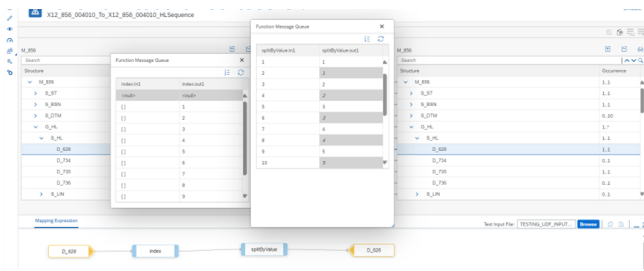 X12_856_004010_To_X12_856_004010_HLSequence
M_856
Search
Structure
M_856
S_ST
S_BSN
S_DTM
G_HL
S_HL
D_628
D_734
D_735
D_736
S_LIN
Function Message Queue
index:in1 index:out1
<null> <null>
[ ] 1
[ ] 2
[ ] 3
[ ] 4
[ ] 5
[ ] 6
[ ] 7
[ ] 8
[ ] 9
Function Message Queue
splitByValue:in1 splitByValue:out1
1 1
2
3 2
4
5 3
6
7 4
8
9 5
10
M_856
Search
Structure Occurrence
M_856 1..1
S_ST 1..1
S_BSN 1..1
S_DTM 0..10
G_HL 1..*
S_HL 1..1
D_628 1..1
D_734 0..1
D_735 1..1
D_736 0..1
S_LIN 0..1
Mapping Expression
Test Input File: TESTING_UDF_INPUT... Browse
D_628 index splitByValue D_628